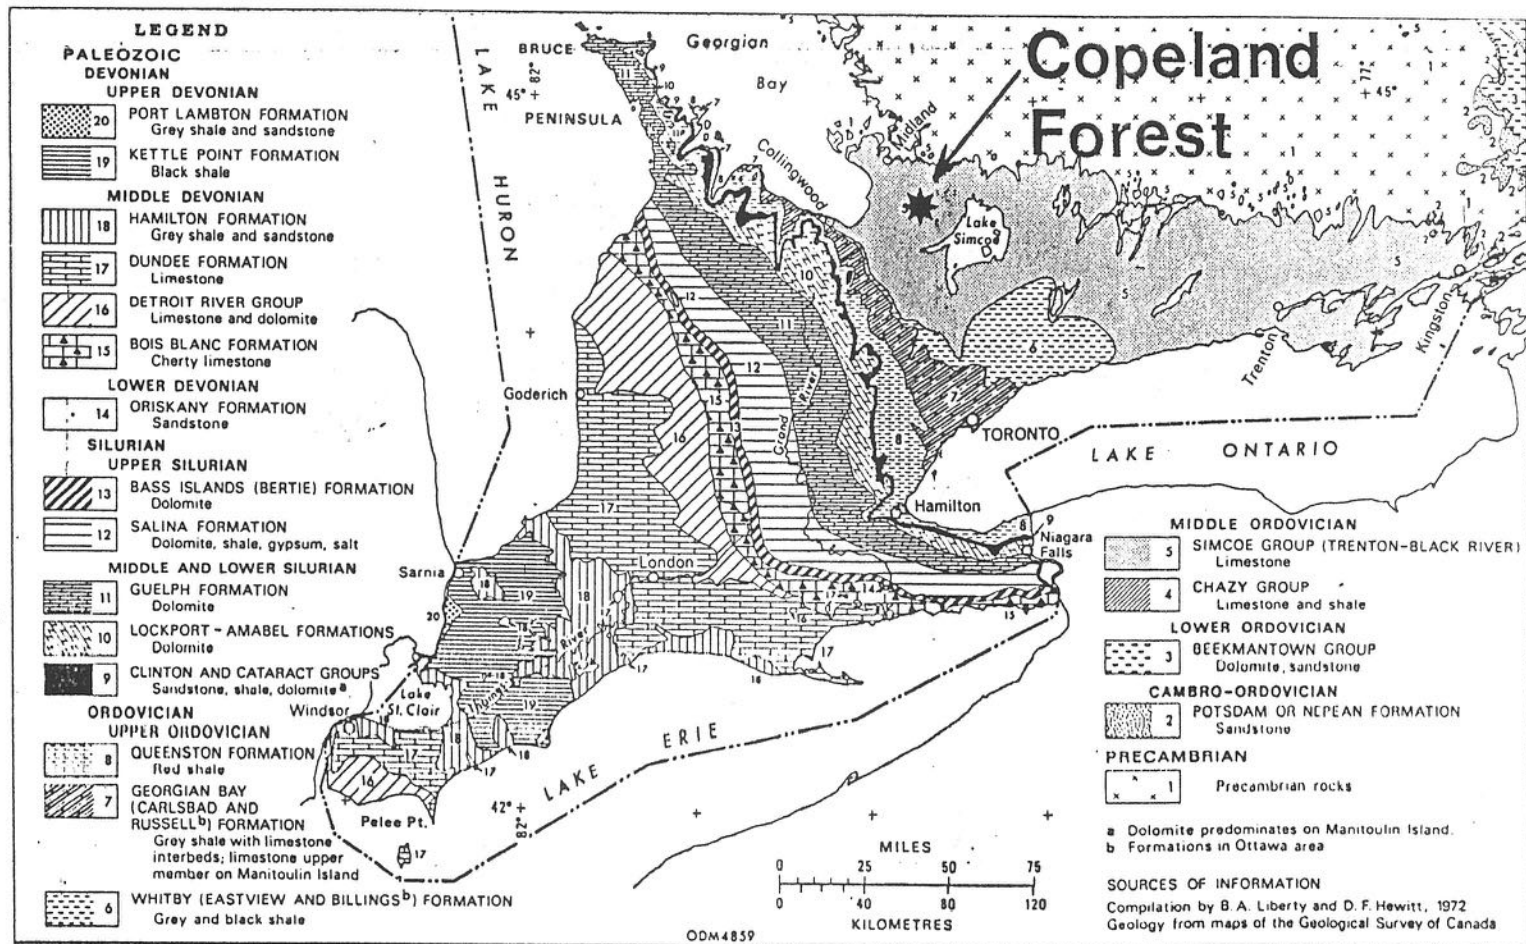 LEGEND
PALEOZOIC
DEVONIAN
UPPER DEVONIAN
20 PORT LAMBTON FORMATION
Grey shale and sandstone
19 KETTLE POINT FORMATION
Black shale
MIDDLE DEVONIAN
18 HAMILTON FORMATION
Grey shale and sandstone
17 DUNDEE FORMATION
Limestone
16 DETROIT RIVER GROUP
Limestone and dolomite
15 BOIS BLANC FORMATION
Cherty limestone
LOWER DEVONIAN
14 ORISKANY FORMATION
Sandstone
SILURIAN
UPPER SILURIAN
13 BASS ISLANDS (BERTIE) FORMATION
Dolomite
12 SALINA FORMATION
Dolomite, shale, gypsum, salt
MIDDLE AND LOWER SILURIAN
11 GUELPH FORMATION
Dolomite
10 LOCKPORT-AMABEL FORMATIONS
Dolomite
9 CLINTON AND CATARACT GROUPS
Sandstone, shale, dolomite a
ORDOVICIAN
UPPER ORDOVICIAN
8 QUEENSTON FORMATION
Red shale
7 GEORGIAN BAY
(CARLSBAD AND
RUSSELL b) FORMATION
Grey shale with limestone
interbeds; limestone upper
member on Manitoulin Island
6 WHITBY (EASTVIEW AND BILLINGS b) FORMATION
Grey and black shale
MIDDLE ORDOVICIAN
5 SIMCOE GROUP (TRENTON-BLACK RIVER)
Limestone
4 CHAZY GROUP
Limestone and shale
LOWER ORDOVICIAN
3 BEEKMANTOWN GROUP
Dolomite, sandstone
CAMBRO-ORDOVICIAN
2 POTSDAM OR NEPEAN FORMATION
Sandstone
PRECAMBRIAN
1 Precambrian rocks
a Dolomite predominates on Manitoulin Island.
b Formations in Ottawa area
SOURCES OF INFORMATION
Compilation by B. A. Liberty and D. F. Hewitt, 1972
Geology from maps of the Geological Survey of Canada
Copeland
Forest
LAKE HURON
BRUCE
PENINSULA
Georgian
Bay
82°
45°
77°
45°
Midland
Collingwood
Lake
Simcoe
Kingston
Trenton
TORONTO
LAKE ONTARIO
Hamilton
Niagara
Falls
Grand River
Goderich
London
Sarnia
Thames River
Lake
St. Clair
Windsor
Pelee Pt.
LAKE ERIE
42°
82°
MILES
0 25 50 75
0 40 80 120
KILOMETRES
ODM4859